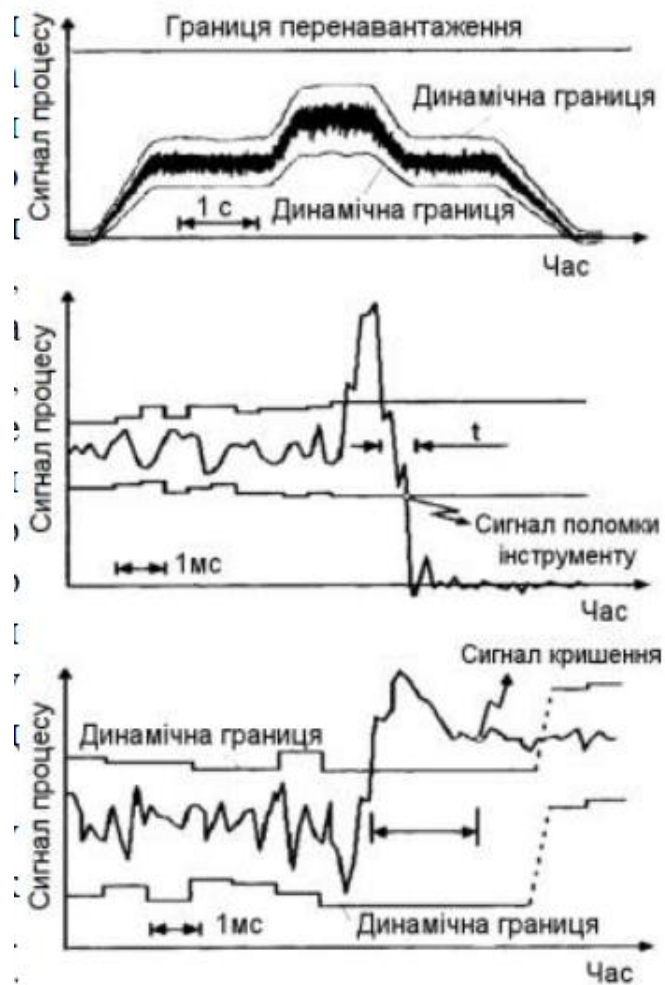 Границя перенавантаження
Сигнал процесу
Динамічна границя
1 с
Динамічна границя
Час
Сигнал процесу
t
Сигнал поломки
інструменту
1мс
Час
Сигнал кришення
Сигнал процесу
Динамічна границя
1мс
Динамічна границя
Час